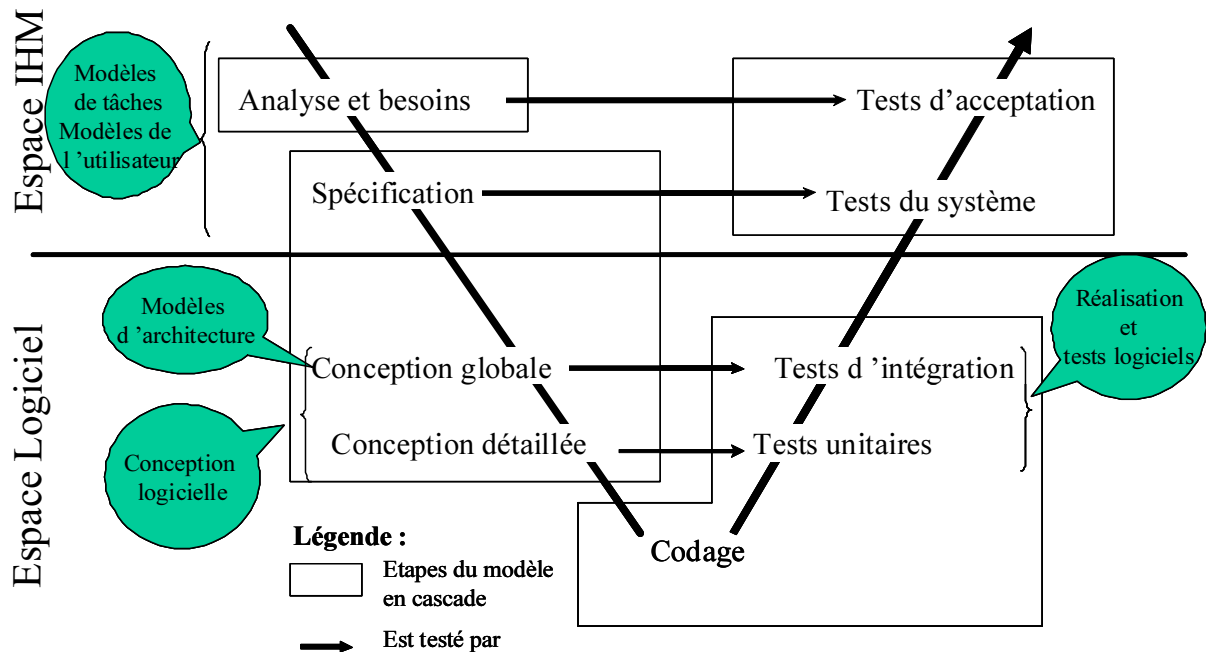 Espace IHM
Modèles
de tâches
Modèles de
l ’utilisateur
Analyse et besoins
Tests d’acceptation
Spécification
Tests du système
Espace Logiciel
Modèles
d ’architecture
Réalisation
et
tests logiciels
Conception globale
Tests d ’intégration
Conception détaillée
Tests unitaires
Conception
logicielle
Codage
Légende :
Etapes du modèle
en cascade
Est testé par